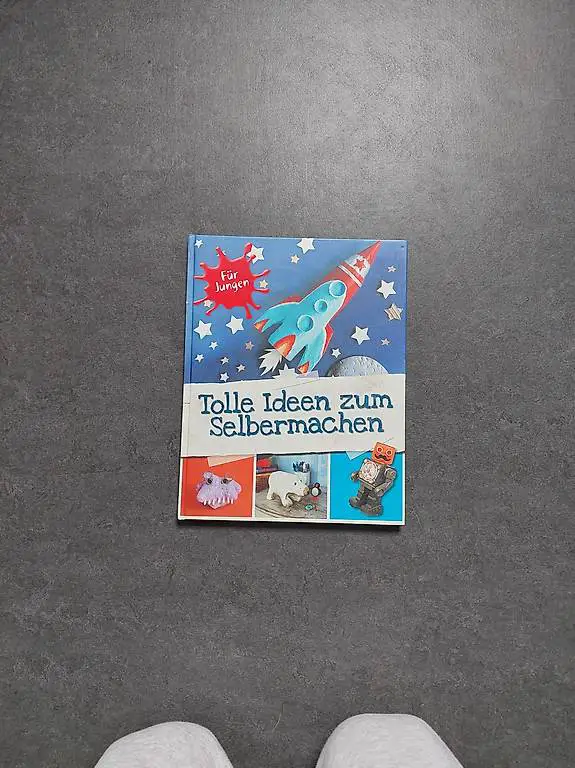 Für
Jungen
Tolle Ideen zum
Selbermachen